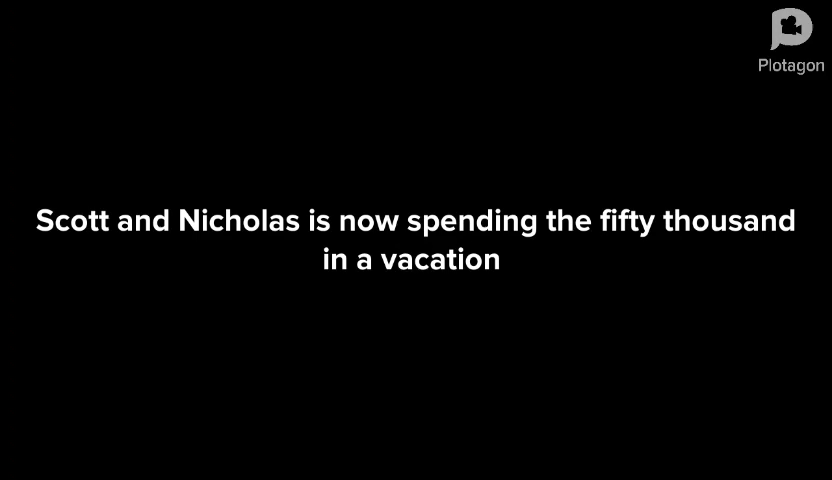 Plotagon
Scott and Nicholas is now spending the fifty thousand
in a vacation